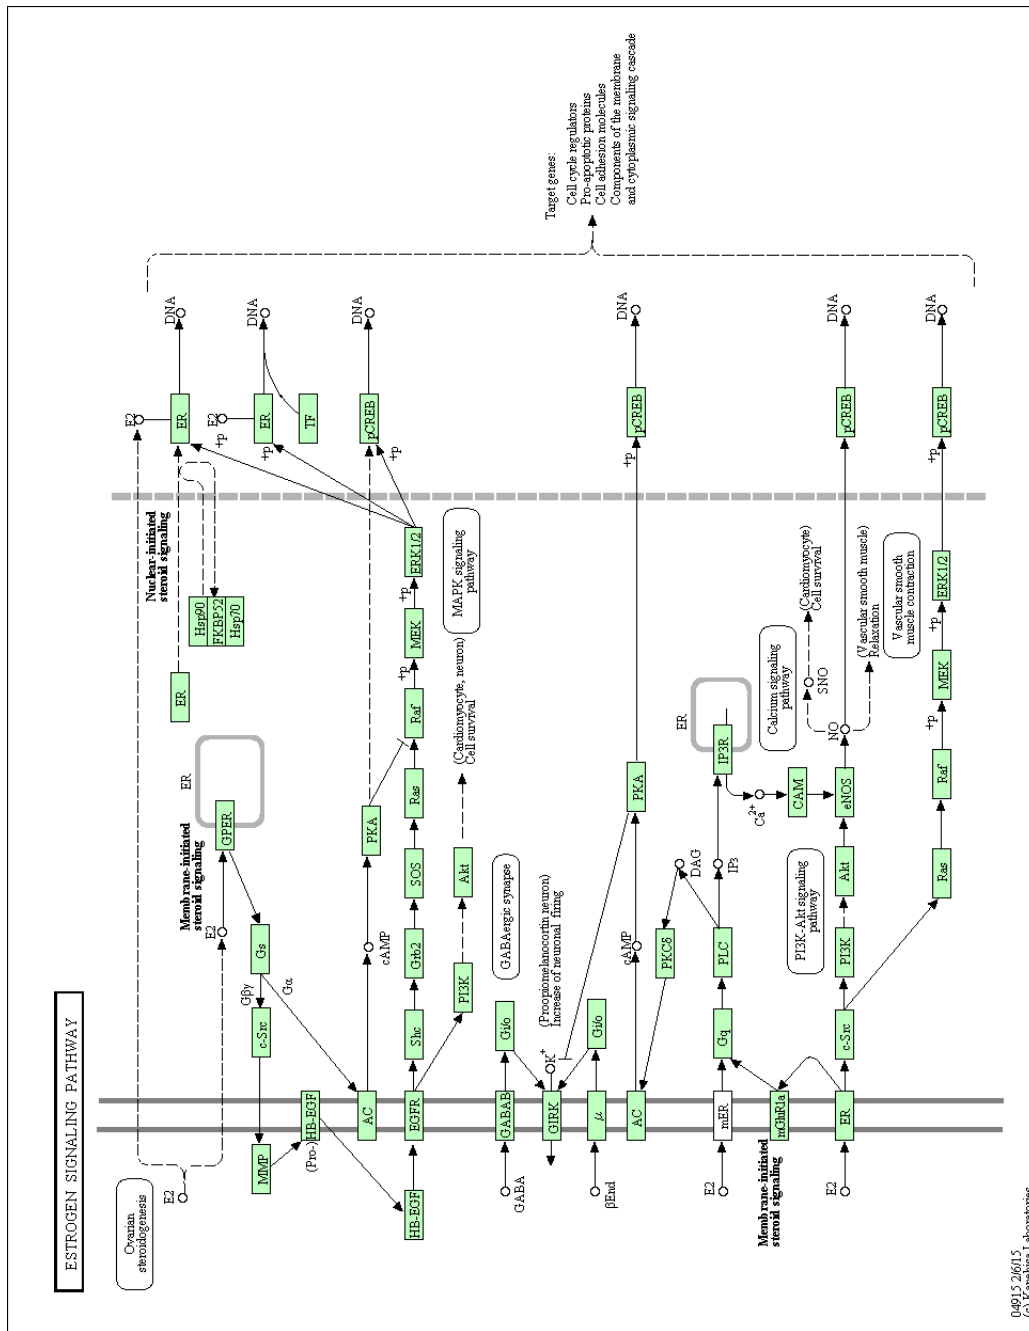 ESTROGEN SIGNALING PATHWAY
Ovarian
steroidogenesis
E2
E2
Membrane-initiated
steroid signaling
GPER
ER
ER
Nuclear-initiated
steroid signaling
Hsp90
FKBP52
Hsp70
E2
ER
DNA
Gs
Gβγ
Gα
c-Src
MMP
(Pro-)HB-EGF
HB-EGF
+p
E2
ER
+p
TF
DNA
AC
cAMP
PKA
pCREB
+p
DNA
EGFR
Shc
Grb2
SOS
Ras
Raf
+p
MEK
+p
ERK1/2
MAPK signaling
pathway
PI3K
Akt
(Cardiomyocyte, neuron)
Cell survival
GABA
GABAB
Gi/o
GABAergic synapse
GIRK
K+
(Proopiomelanocortin neuron)
Increase of neuronal firing
βEnd
μ
Gi/o
AC
cAMP
PKA
+p
pCREB
DNA
PKCδ
DAG
E2
mER
Gq
PLC
IP3
IP3R
ER
Ca2+
CAM
Calcium signaling
pathway
Membrane-initiated
steroid signaling
mGluR1a
PI3K-Akt signaling
pathway
E2
ER
c-Src
PI3K
Akt
eNOS
NO
SNO
(Cardiomyocyte)
Cell survival
(Vascular smooth muscle)
Relaxation
pCREB
DNA
Vascular smooth
muscle contraction
Ras
Raf
+p
MEK
+p
ERK1/2
+p
pCREB
DNA
Target genes:
Cell cycle regulators
Pro-apoptotic proteins
Cell adhesion molecules
Components of the membrane
and cytoplasmic signaling cascade
04915 2/6/15
(c) Kanehisa Laboratories